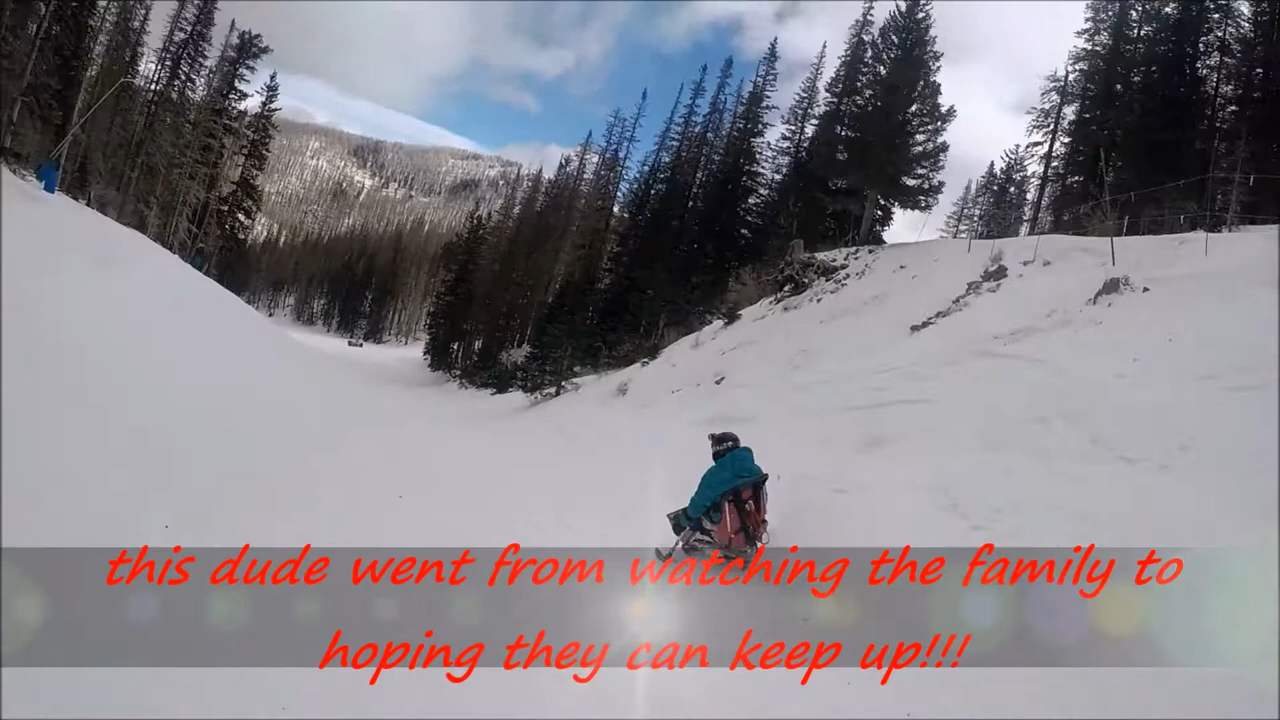 this dude went from watching the family to
hoping they can keep up!!!